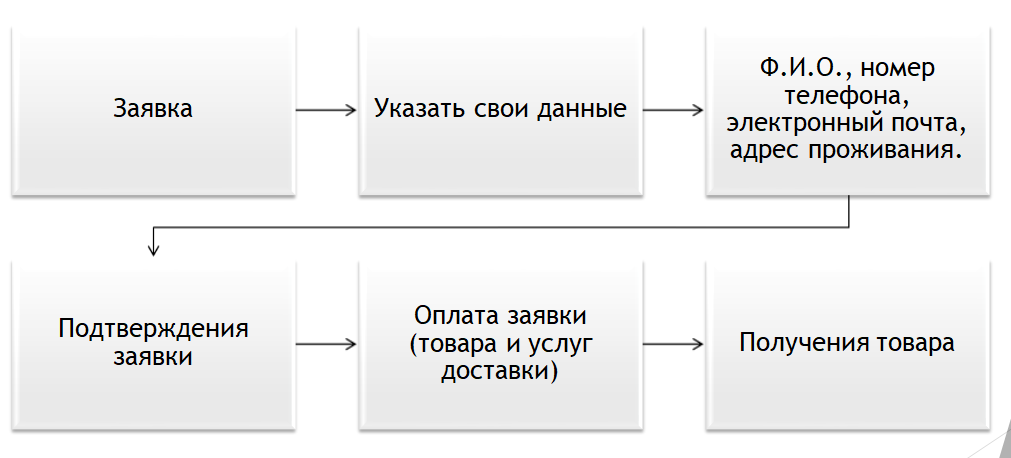 Заявка
Указать свои данные
Ф.И.О., номер
телефона,
электронный почта,
адрес проживания.
Подтверждения
заявки
Оплата заявки
(товара и услуг
доставки)
Получения товара